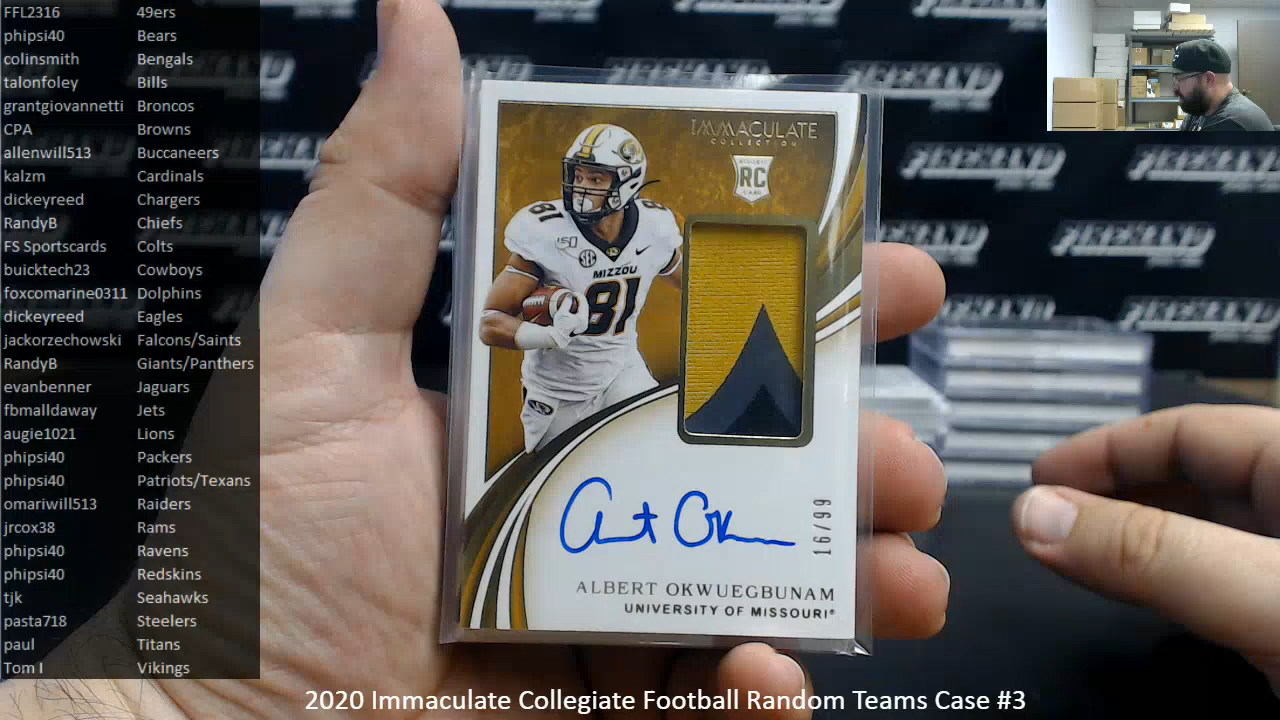 FFL2316 49ers
phipsi40 Bears
colinsmith Bengals
talonfoley Bills
grantgiovannetti Broncos
CPA Browns
allenwill513 Buccaneers
kalzm Cardinals
dickeyreed Chargers
RandyB Chiefs
FS Sportscards Colts
buicktech23 Cowboys
foxcomarine0311 Dolphins
dickeyreed Eagles
jackorzechowski Falcons/Saints
RandyB Giants/Panthers
evanbenner Jaguars
fbmalldaway Jets
augie1021 Lions
phipsi40 Packers
phipsi40 Patriots/Texans
omariwill513 Raiders
jrcox38 Rams
phipsi40 Ravens
phipsi40 Redskins
tjk Seahawks
pasta718 Steelers
paul Titans
Tom I Vikings
IMMACULATE
COLLECTION
RC
81
150
SEC
MIZZOU
81
16/99
ALBERT OKWUEGBUNAM
UNIVERSITY OF MISSOURI
2020 Immaculate Collegiate Football Random Teams Case #3